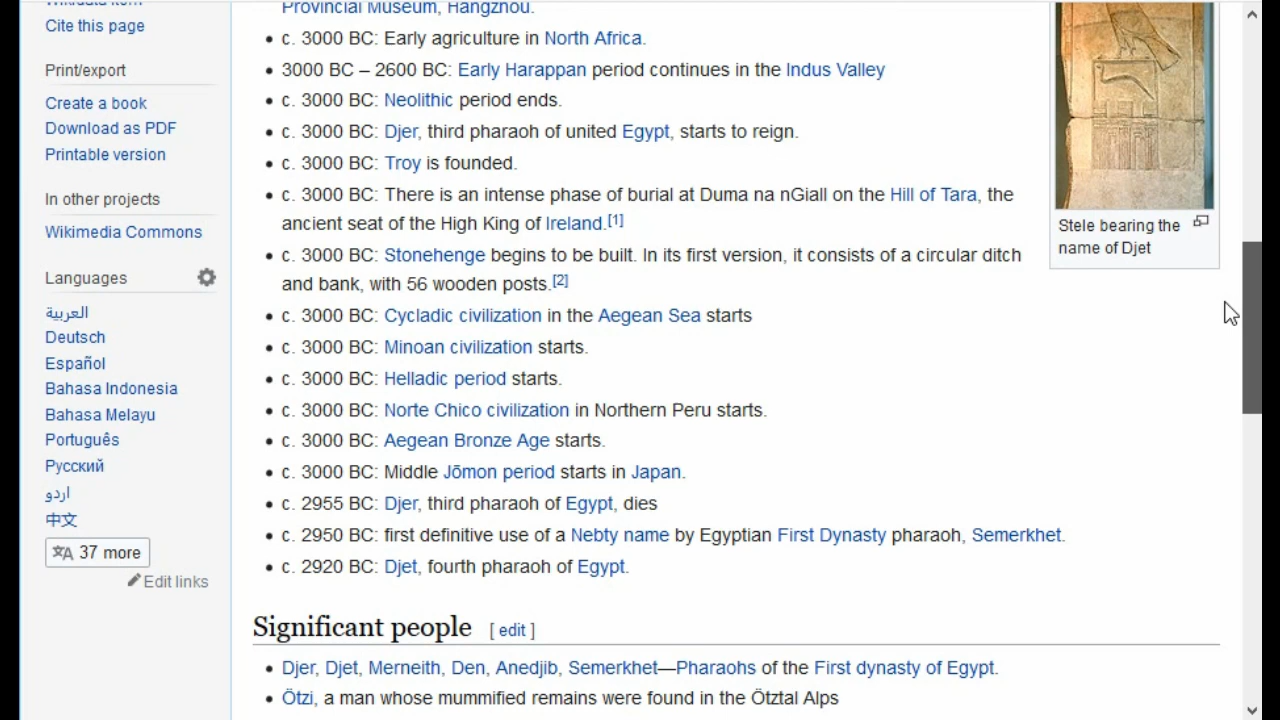 Provincial Museum, Hangzhou.
Wikidata item
Cite this page
Print/export
Create a book
Download as PDF
Printable version
In other projects
Wikimedia Commons
Languages
العربية
Deutsch
Español
Bahasa Indonesia
Bahasa Melayu
Português
Русский
اردو
中文
37 more
Edit links
• c. 3000 BC: Early agriculture in North Africa.
• 3000 BC – 2600 BC: Early Harappan period continues in the Indus Valley
• c. 3000 BC: Neolithic period ends.
• c. 3000 BC: Djer, third pharaoh of united Egypt, starts to reign.
• c. 3000 BC: Troy is founded.
• c. 3000 BC: There is an intense phase of burial at Duma na nGiall on the Hill of Tara, the
ancient seat of the High King of Ireland.[1]
• c. 3000 BC: Stonehenge begins to be built. In its first version, it consists of a circular ditch
and bank, with 56 wooden posts.[2]
• c. 3000 BC: Cycladic civilization in the Aegean Sea starts
• c. 3000 BC: Minoan civilization starts.
• c. 3000 BC: Helladic period starts.
• c. 3000 BC: Norte Chico civilization in Northern Peru starts.
• c. 3000 BC: Aegean Bronze Age starts.
• c. 3000 BC: Middle Jōmon period starts in Japan.
• c. 2955 BC: Djer, third pharaoh of Egypt, dies
• c. 2950 BC: first definitive use of a Nebty name by Egyptian First Dynasty pharaoh, Semerkhet.
• c. 2920 BC: Djet, fourth pharaoh of Egypt.
Stele bearing the
name of Djet
Significant people [ edit ]
• Djer, Djet, Merneith, Den, Anedjib, Semerkhet—Pharaohs of the First dynasty of Egypt.
• Ötzi, a man whose mummified remains were found in the Ötztal Alps